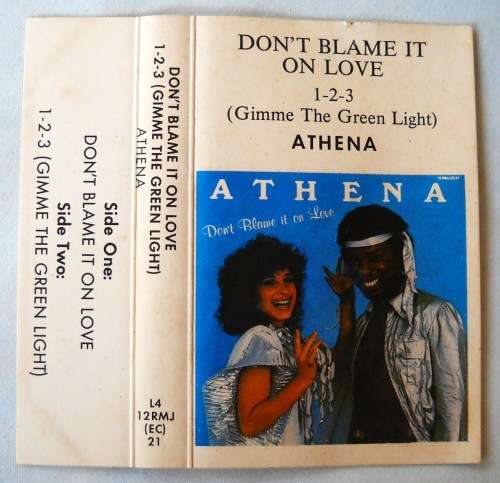 DON'T BLAME IT
ON LOVE
1-2-3
(Gimme The Green Light)
ATHENA
ATHENA
Don't Blame it on Love
DON'T BLAME IT ON LOVE
1-2-3 (GIMME THE GREEN LIGHT)
ATHENA
L4
12RMJ
(EC)
21
Side One:
DON'T BLAME IT ON LOVE
Side Two:
1-2-3 (GIMME THE GREEN LIGHT)